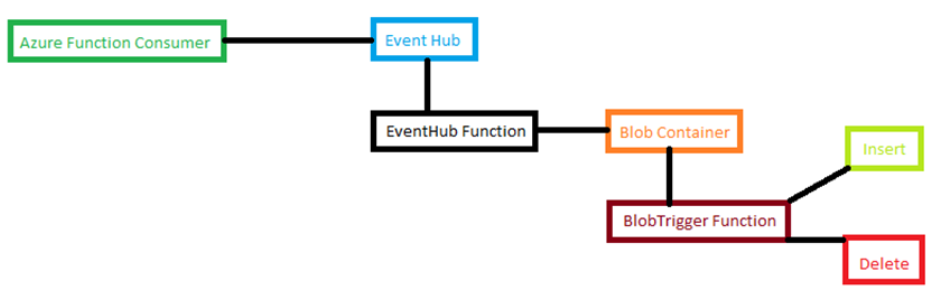 Azure Function Consumer
Event Hub
EventHub Function
Blob Container
Insert
BlobTrigger Function
Delete